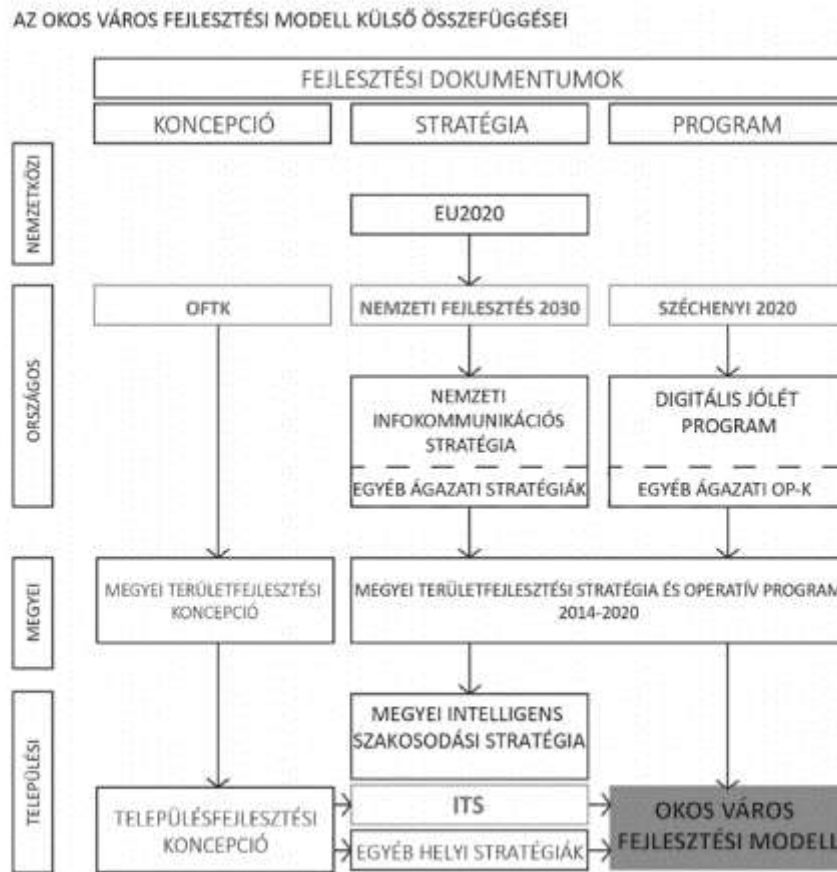 AZ OKOS VÁROS FEJLESZTÉSI MODELL KÜLSŐ ÖSSZEFÜGGÉSEI
FEJLESZTÉSI DOKUMENTUMOK
KONCEPCIÓ
STRATÉGIA
PROGRAM
NEMZETKÖZI
EU2020
ORSZÁGOS
OFTK
NEMZETI FEJLESZTÉS 2030
SZÉCHENYI 2020
NEMZETI
INFOKOMMUNIKÁCIÓS
STRATÉGIA
DIGITÁLIS JÓLÉT
PROGRAM
EGYÉB ÁGAZATI STRATÉGIÁK
EGYÉB ÁGAZATI OP-K
MEGYEI
MEGYEI TERÜLETFEJLESZTÉSI
KONCEPCIÓ
MEGYEI TERÜLETFEJLESZTÉSI STRATÉGIA ÉS OPERATÍV PROGRAM
2014-2020
TELEPÜLÉSI
MEGYEI INTELLIGENS
SZAKOSODÁSI STRATÉGIA
TELEPÜLÉSFEJLESZTÉSI
KONCEPCIÓ
ITS
EGYÉB HELYI STRATÉGIÁK
OKOS VÁROS
FEJLESZTÉSI MODELL